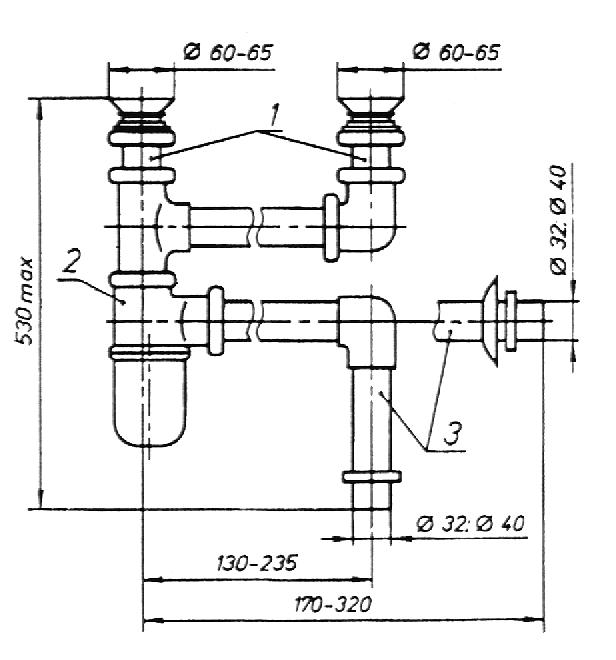 Ø 60-65
Ø 60-65
1
Ø 32; Ø 40
2
530 max
3
Ø 32; Ø 40
130-235
170-320